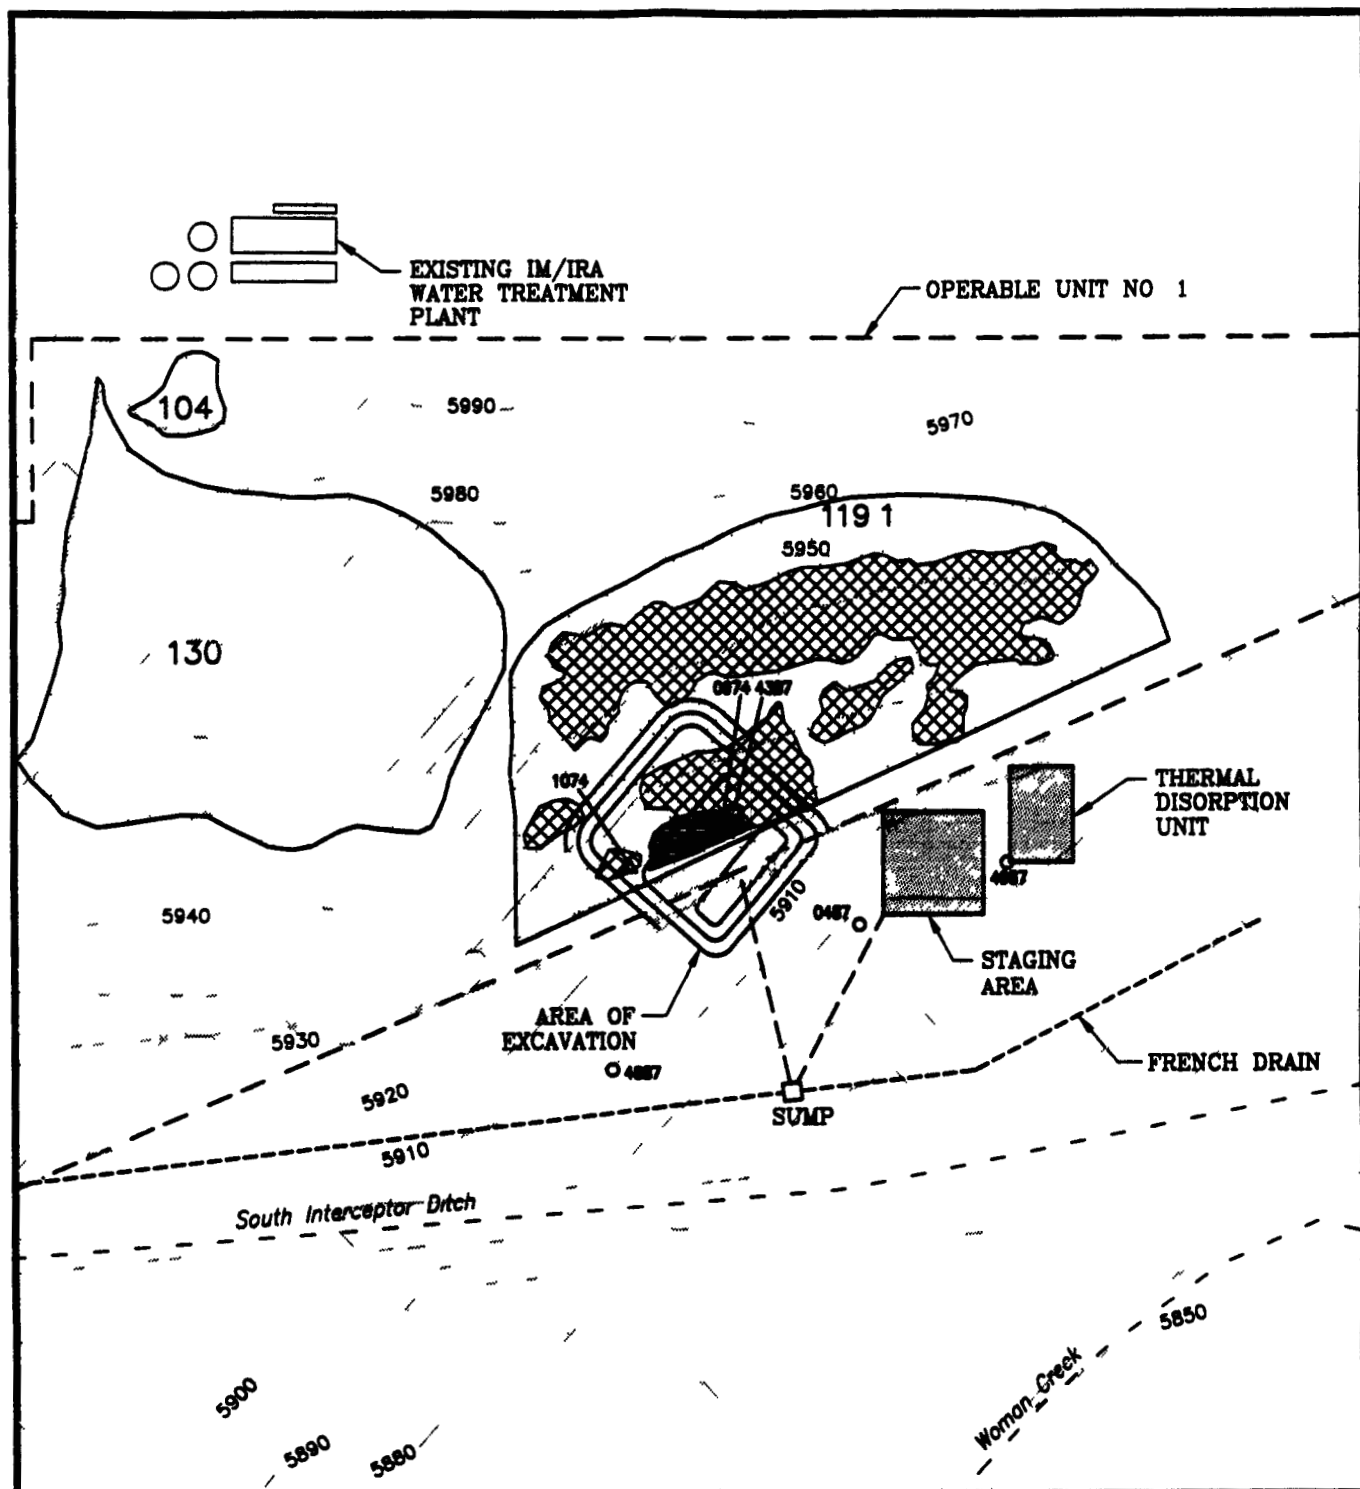 EXISTING IM/IRA
WATER TREATMENT
PLANT
OPERABLE UNIT NO 1
104
5990
5970
5980
5960
119 1
5950
130
4387
1074
THERMAL
DISORPTION
UNIT
5910
0487
5940
STAGING
AREA
AREA OF
EXCAVATION
5930
FRENCH DRAIN
5920
SUMP
5910
South Interceptor Ditch
5850
Woman Creek
5900
5890
5880